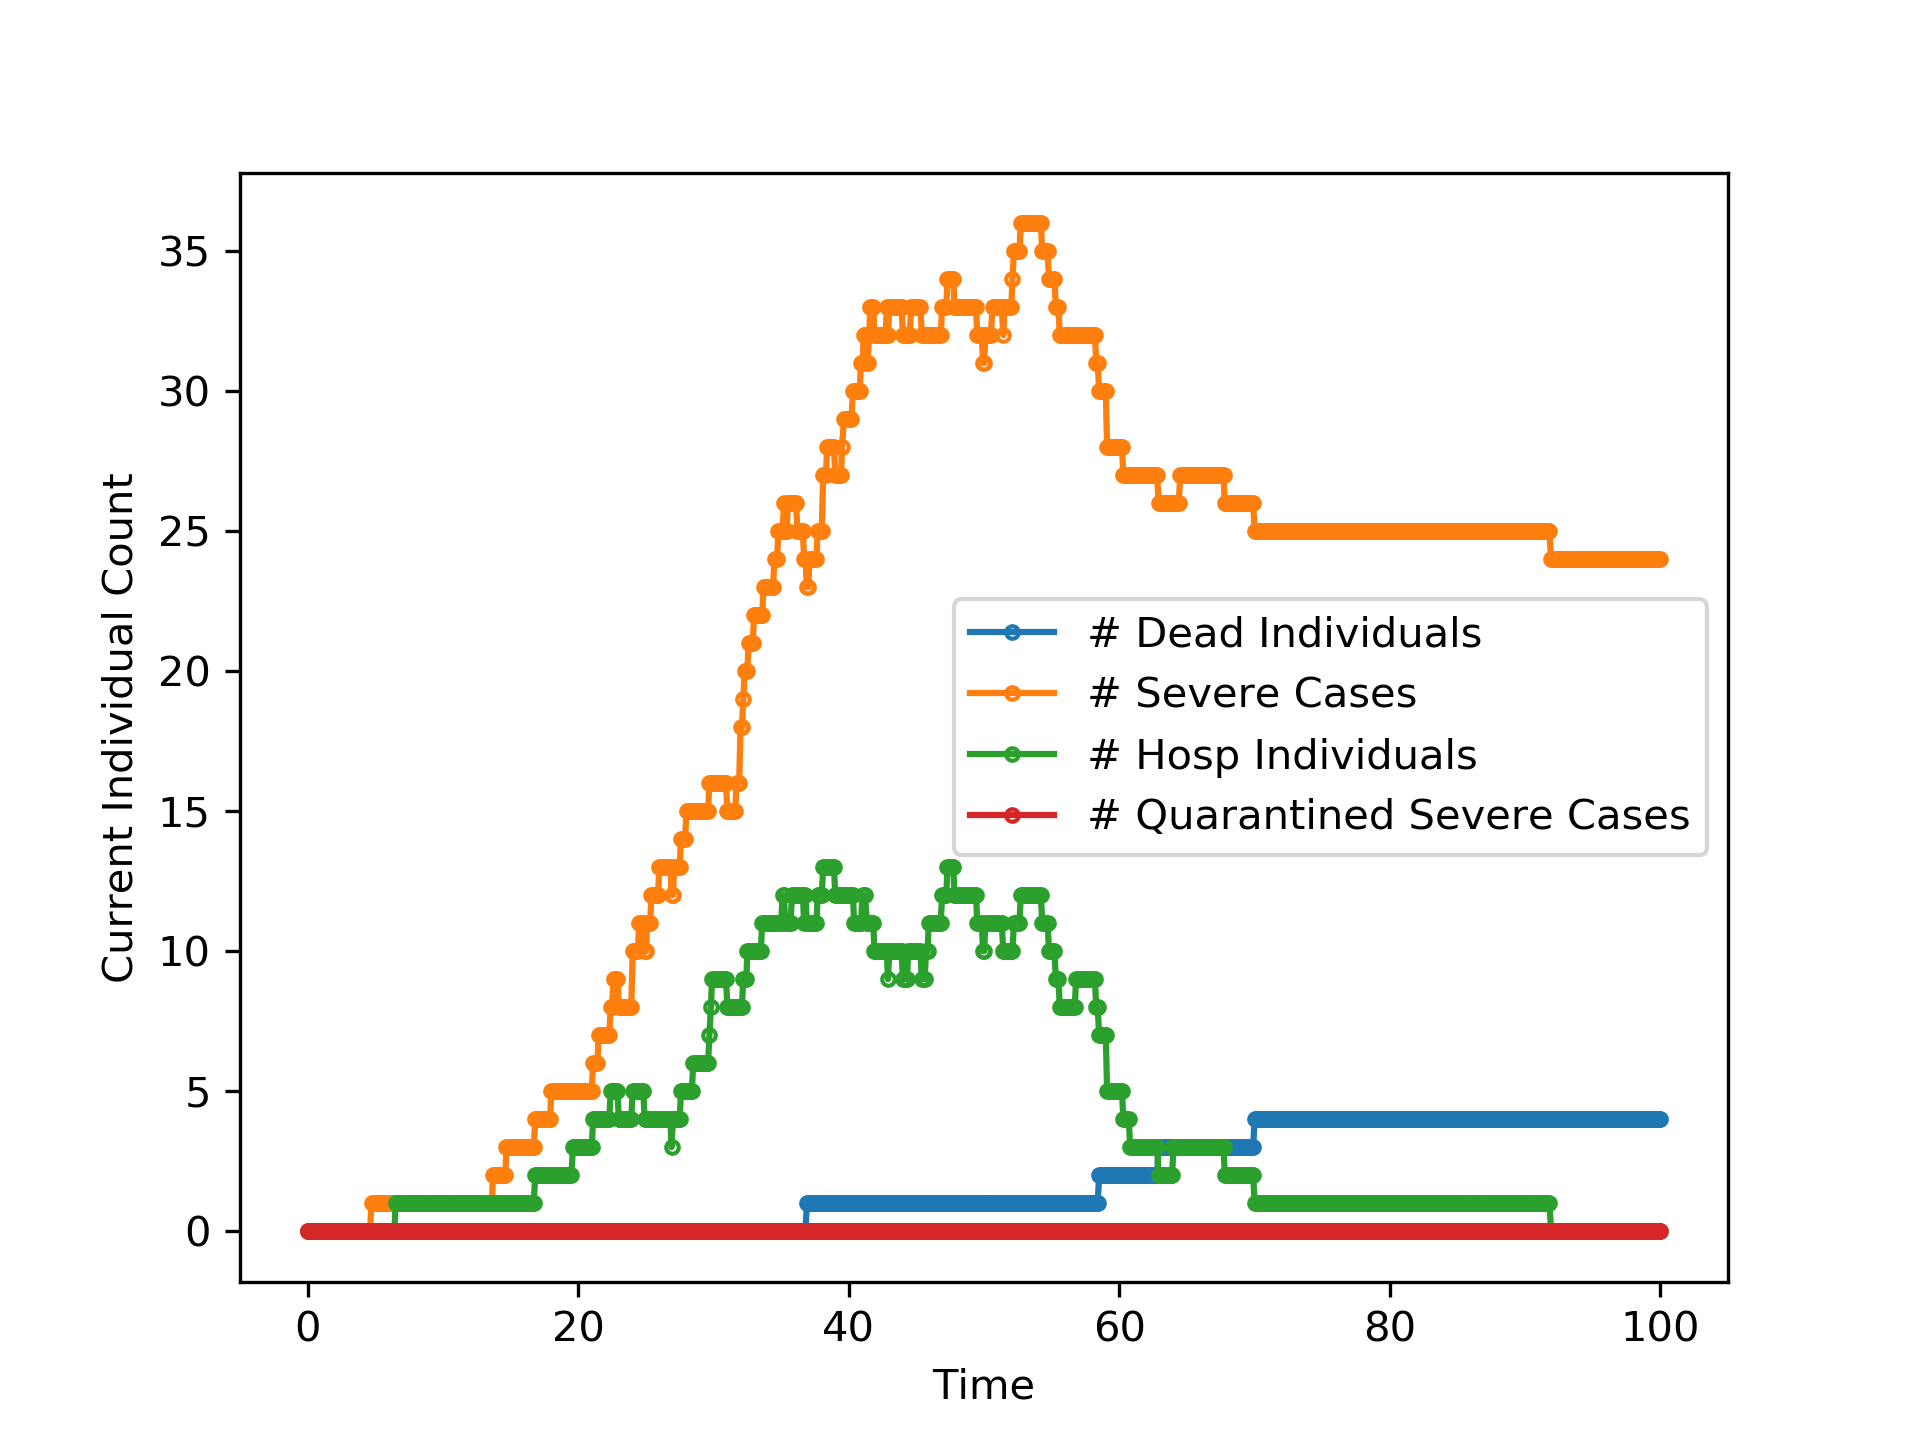 35
30
25
20
15
10
5
0
Current Individual Count
# Dead Individuals
# Severe Cases
# Hosp Individuals
# Quarantined Severe Cases
0 20 40 60 80 100
Time